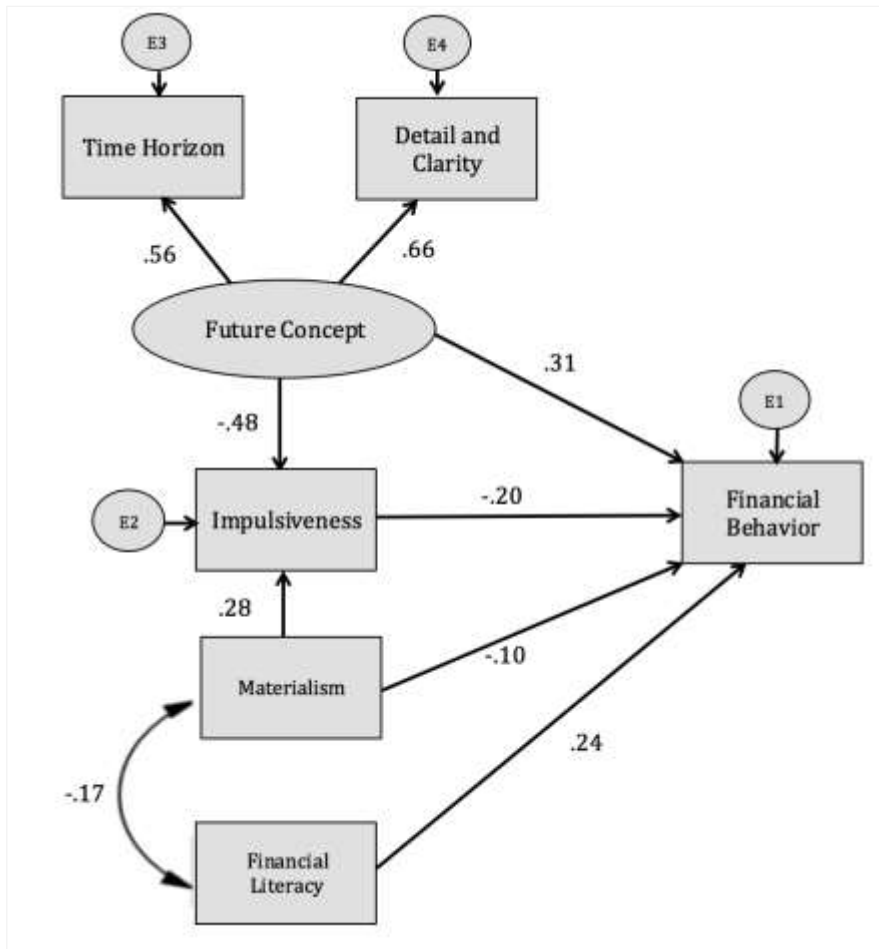 E3
E4
Time Horizon
Detail and
Clarity
.56
.66
Future Concept
.31
-.48
E1
E2
Impulsiveness
-.20
Financial
Behavior
.28
Materialism
-.10
.24
-.17
Financial
Literacy